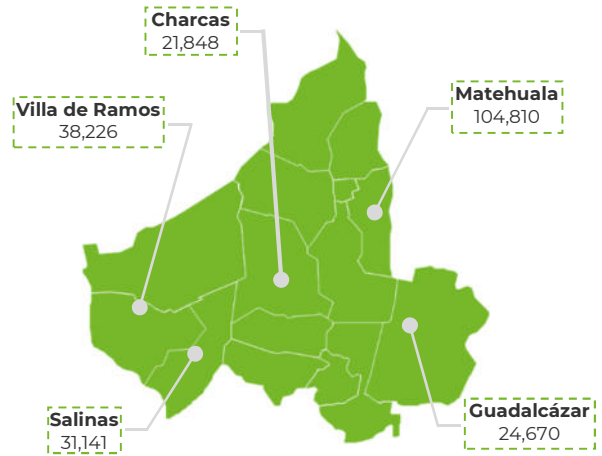 Charcas
21,848
Villa de Ramos
38,226
Matehuala
104,810
Salinas
31,141
Guadalcázar
24,670